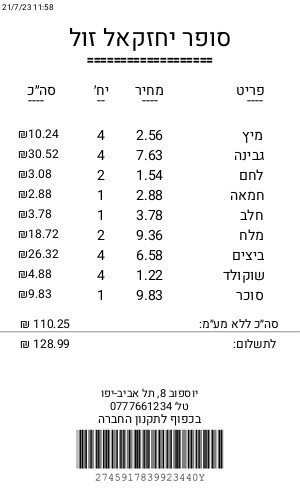 21/7/23 11:58
סופר יחזקאל זול
===================
פריט מחיר יח' סה"כ
---- ---- -- ----
מיץ 2.56 4 ₪10.24
גבינה 7.63 4 ₪30.52
לחם 1.54 2 ₪3.08
חמאה 2.88 1 ₪2.88
חלב 3.78 1 ₪3.78
מלח 9.36 2 ₪18.72
ביצים 6.58 4 ₪26.32
שוקולד 1.22 4 ₪4.88
סוכר 9.83 1 ₪9.83
סה"כ ללא מע"מ: 110.25 ₪
לתשלום: 128.99 ₪
יוספוב 8, תל אביב-יפו
טל' 0777661234
בכפוף לתקנון החברה
2745917839923440Y